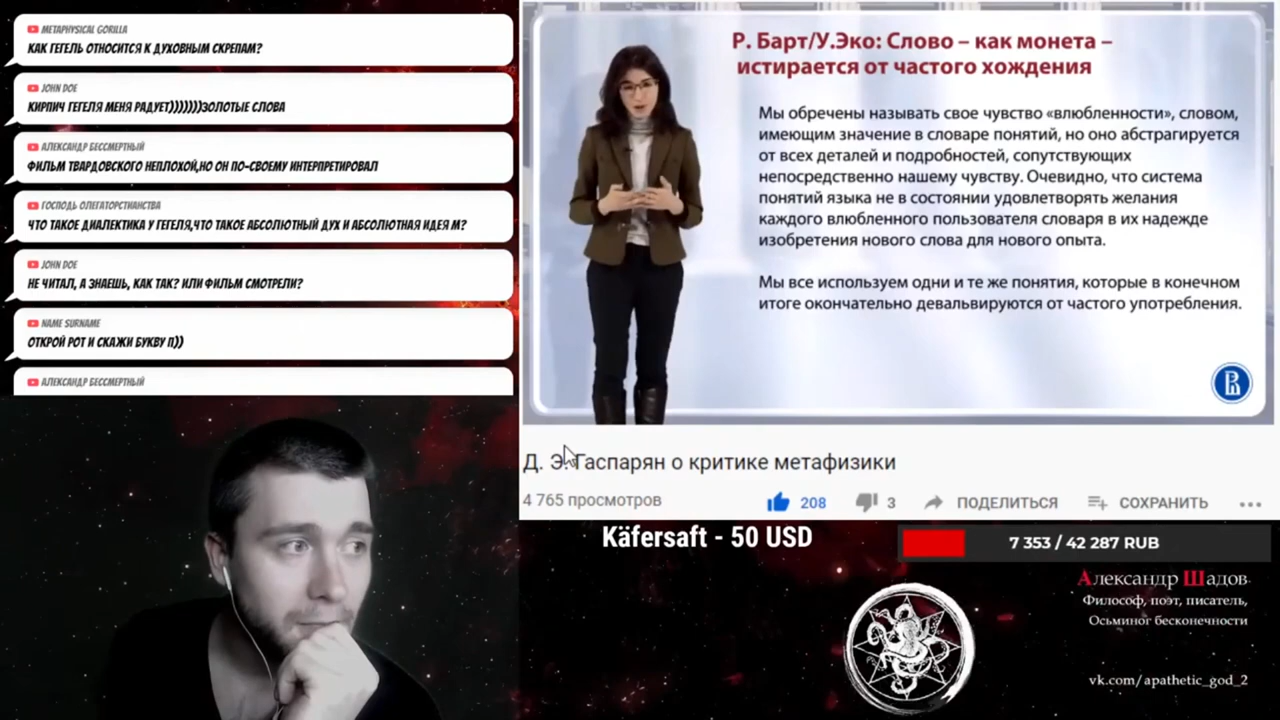 METAPHYSICAL GORILLA
КАК ГЕГЕЛЬ ОТНОСИТСЯ К ДУХОВНЫМ СКРЕПАМ?
JOHN DOE
КИРПИЧ ГЕГЕЛЯ МЕНЯ РАДУЕТ)))))))ЗОЛОТЫЕ СЛОВА
АЛЕКСАНДР БЕССМЕРТНЫЙ
ФИЛЬМ ТВАРДОВСКОГО НЕПЛОХОЙ,НО ОН ПО-СВОЕМУ ИНТЕРПРЕТИРОВАЛ
ГОСПОДЬ ОЛЕГАТОРСТИАНСТВА
ЧТО ТАКОЕ ДИАЛЕКТИКА У ГЕГЕЛЯ,ЧТО ТАКОЕ АБСОЛЮТНЫЙ ДУХ И АБСОЛЮТНАЯ ИДЕЯ М?
JOHN DOE
НЕ ЧИТАЛ, А ЗНАЕШЬ, КАК ТАК? ИЛИ ФИЛЬМ СМОТРЕЛИ?
NAME SURNAME
ОТКРОЙ РОТ И СКАЖИ БУКВУ П))
АЛЕКСАНДР БЕССМЕРТНЫЙ
Р. Барт/У.Эко: Слово – как монета –
истирается от частого хождения
Мы обречены называть свое чувство «влюбленности», словом,
имеющим значение в словаре понятий, но оно абстрагируется
от всех деталей и подробностей, сопутствующих
непосредственно нашему чувству. Очевидно, что система
понятий языка не в состоянии удовлетворять желания
каждого влюбленного пользователя словаря в их надежде
изобретения нового слова для нового опыта.
Мы все используем одни и те же понятия, которые в конечном
итоге окончательно девальвируются от частого употребления.
Д. Э. Гаспарян о критике метафизики
4 765 просмотров
208
3
ПОДЕЛИТЬСЯ
СОХРАНИТЬ
Käfersaft - 50 USD
7 353 / 42 287 RUB
Александр Шадов
Философ, поэт, писатель,
Осьминог бесконечности
vk.com/apathetic_god_2